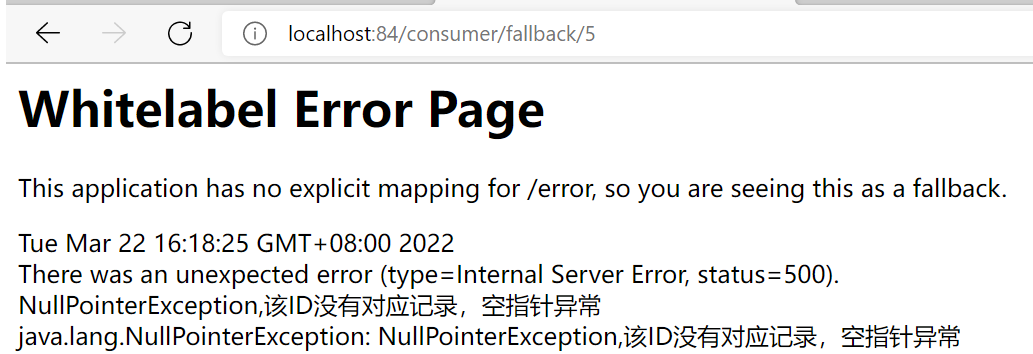 localhost:84/consumer/fallback/5
Whitelabel Error Page
This application has no explicit mapping for /error, so you are seeing this as a fallback.
Tue Mar 22 16:18:25 GMT+08:00 2022
There was an unexpected error (type=Internal Server Error, status=500).
NullPointerException,该ID没有对应记录，空指针异常
java.lang.NullPointerException: NullPointerException,该ID没有对应记录，空指针异常